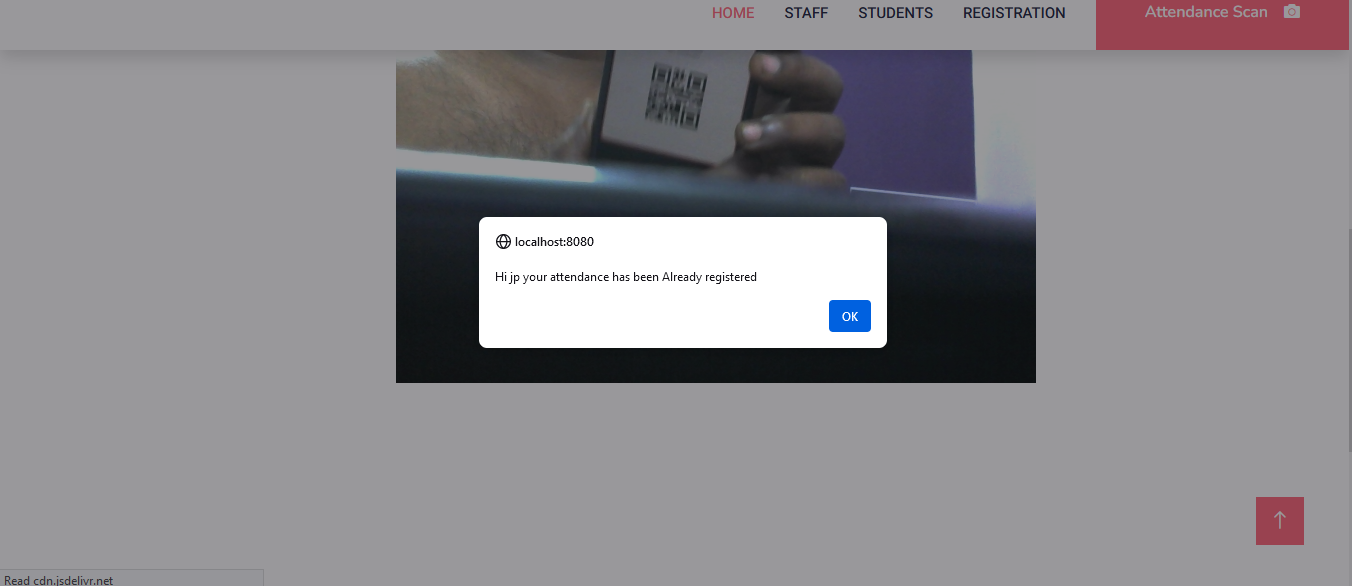 HOME STAFF STUDENTS REGISTRATION Attendance Scan
localhost:8080
Hi jp your attendance has been Already registered
OK
Read cdn.jsdelivr.net